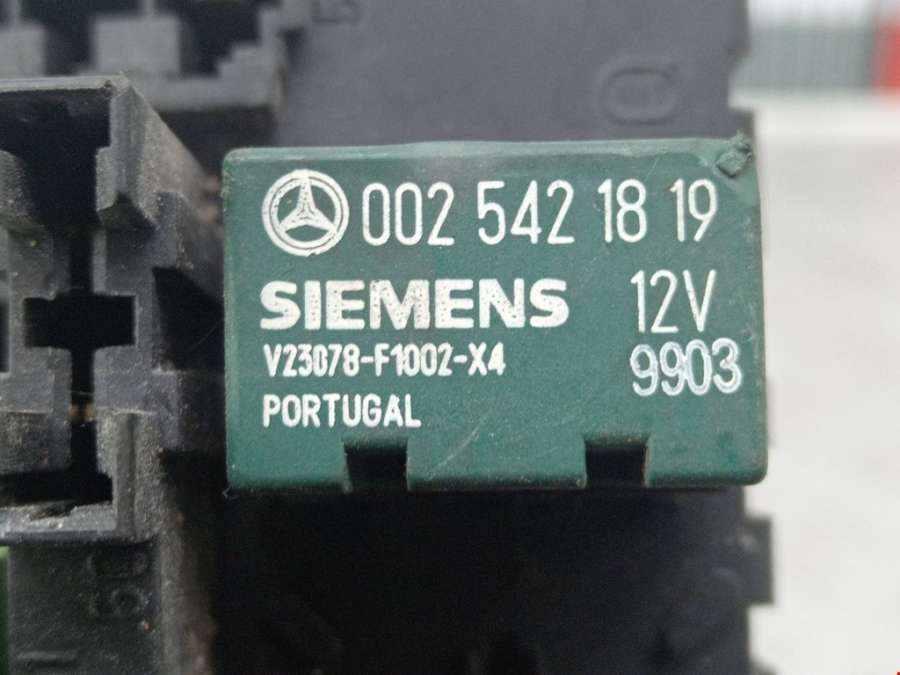 002 542 18 19
SIEMENS 12V
V23078-F1002-X4 9903
PORTUGAL